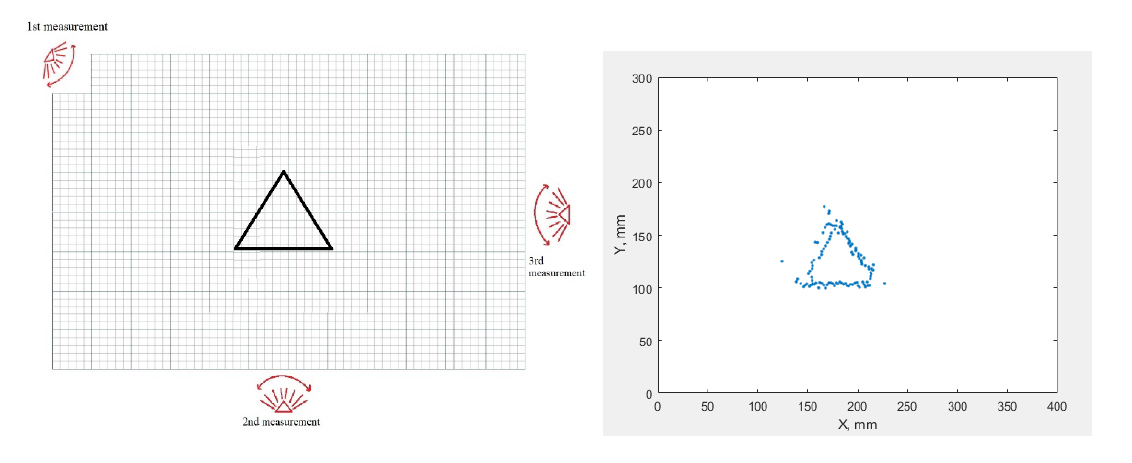 1st measurement
3rd
measurement
2nd measurement
300
250
200
150
100
50
0
Y, mm
0 50 100 150 200 250 300 350 400
X, mm